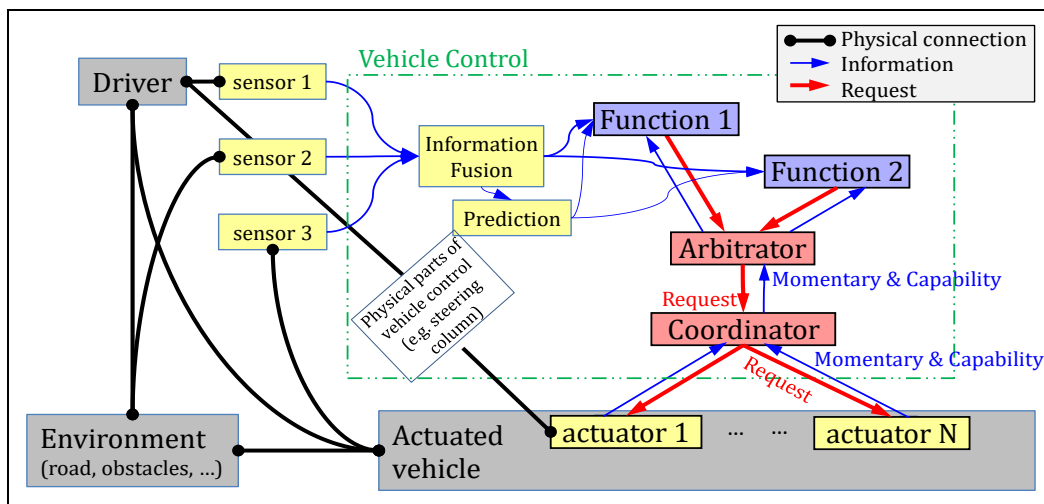 Physical connection
Information
Request
Vehicle Control
Driver
sensor 1
sensor 2
sensor 3
Information
Fusion
Prediction
Function 1
Function 2
Arbitrator
Momentary & Capability
Request
Coordinator
Momentary & Capability
Request
Physical parts of
vehicle control
(e.g. steering
column)
Environment
(road, obstacles, ...)
Actuated
vehicle
actuator 1
... ...
actuator N